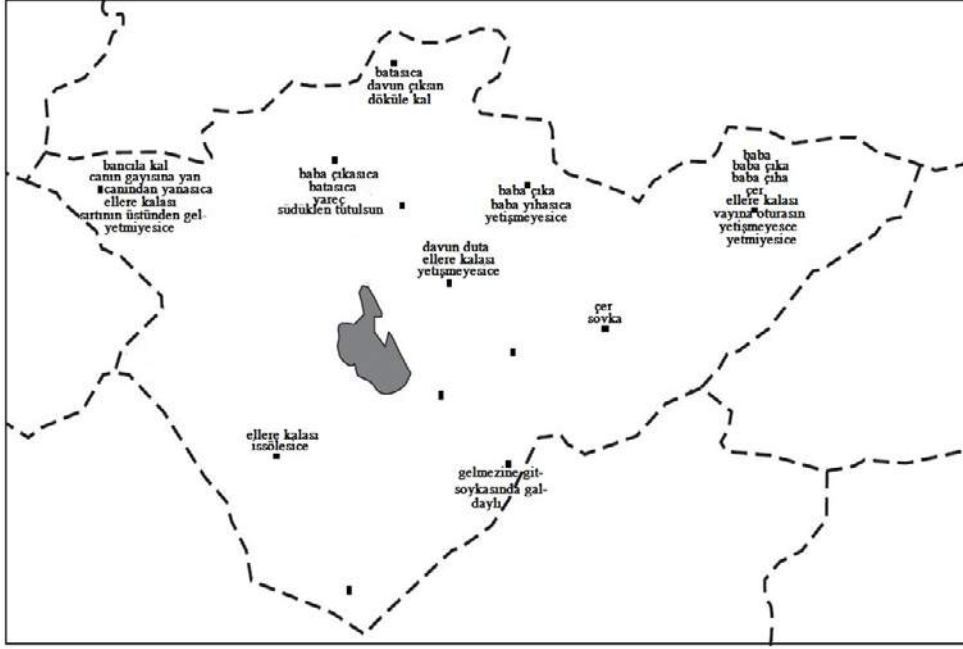 batasıca
davun çıksın
döküle kal
bancıla kal
canın gayısına yan
canından yanasıca
ellere kalası
sırtının üstünden gel-
yetmiyesice
baba çıkasıca
batasıca
yareç
südüklen tutulsun
baba çıka
baba yıhasıca
yetişmeyesice
baba
baba çıka
baba çıha
çer
ellere kalası
vayına oturasın
yetişmeyesce
yetmiyesice
davun duta
ellere kalası
yetişmeyesice
çer
sovka
ellere kalası
ıssölesice
gelmezine git-
soykasında gal-
daylı